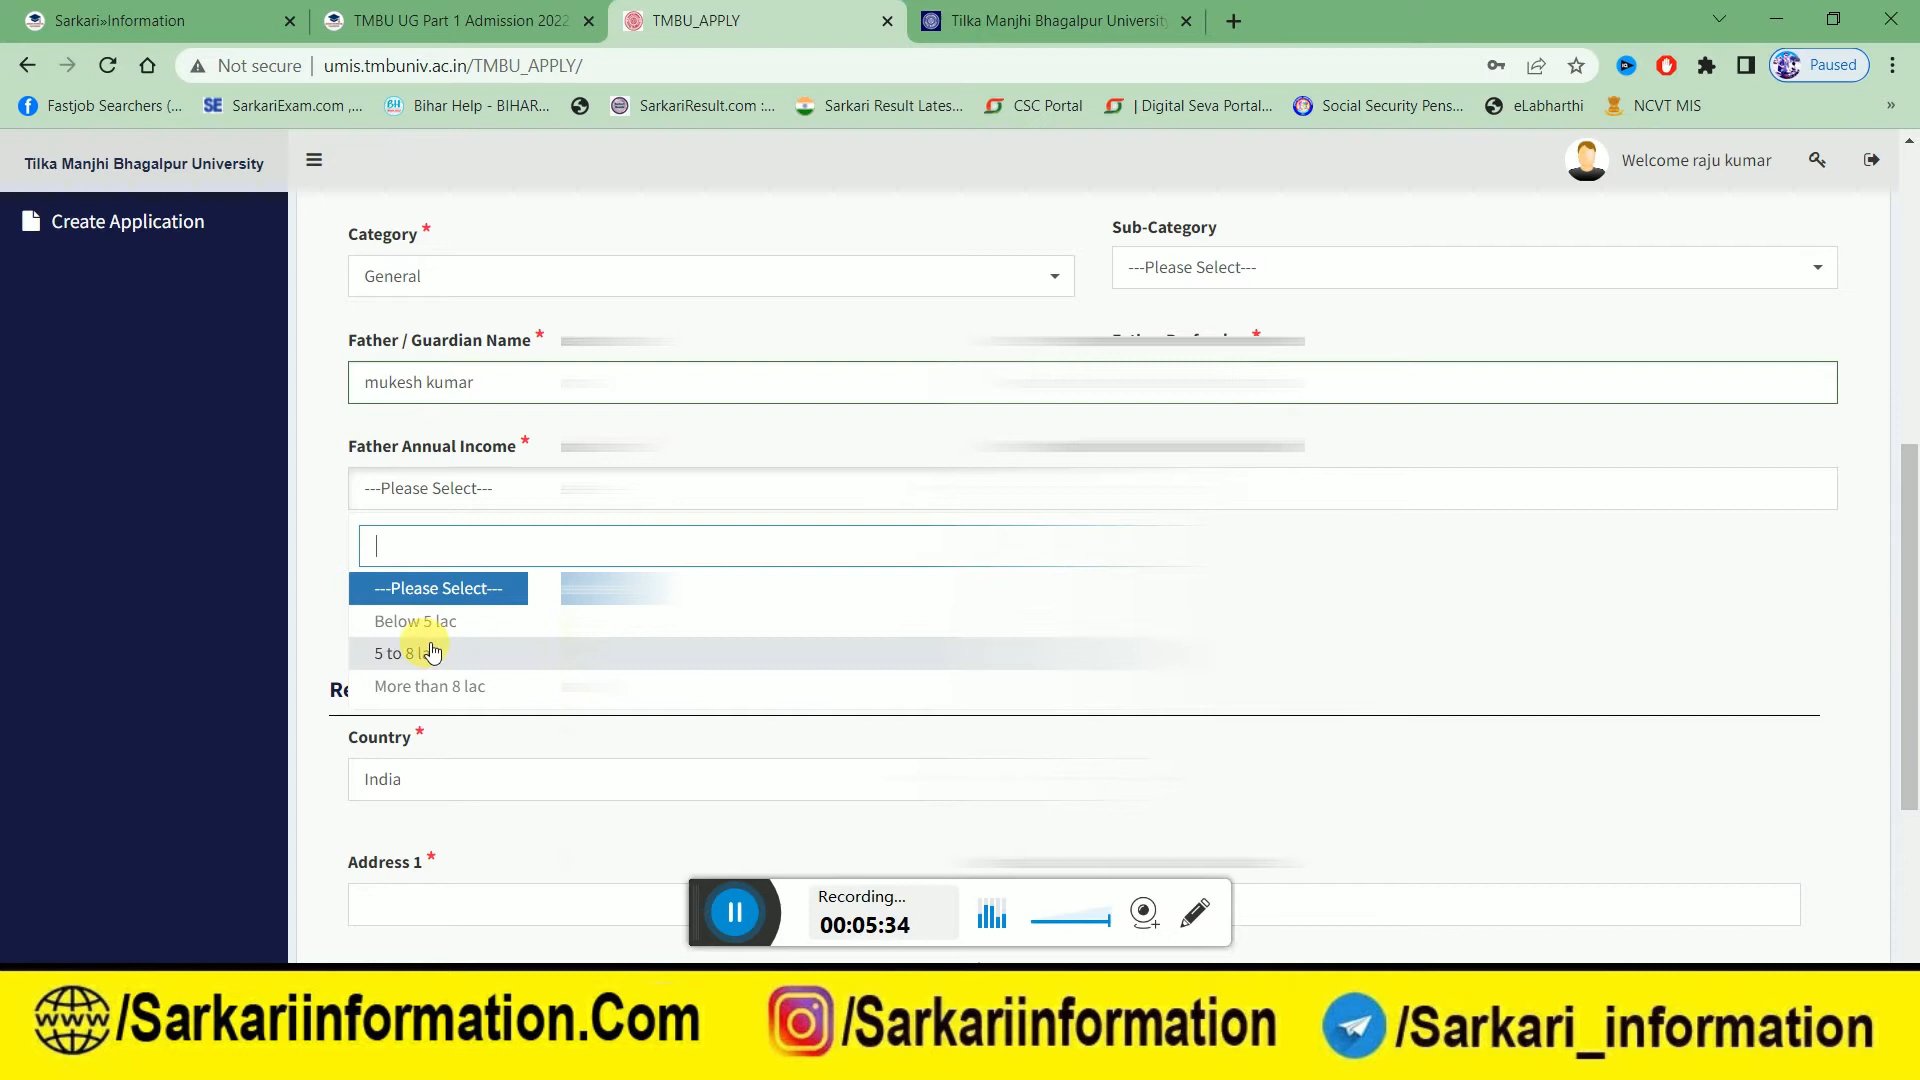 Sarkari»Information
TMBU UG Part 1 Admission 2022
TMBU_APPLY
Tilka Manjhi Bhagalpur University
Not secure
umis.tmbuniv.ac.in/TMBU_APPLY/
Paused
Fastjob Searchers (...
SarkariExam.com ,...
Bihar Help - BIHAR...
SarkariResult.com :...
Sarkari Result Lates...
CSC Portal
| Digital Seva Portal...
Social Security Pens...
eLabharthi
NCVT MIS
»
Tilka Manjhi Bhagalpur University
Welcome raju kumar
Create Application
Category *
Sub-Category
General
---Please Select---
Father / Guardian Name *
mukesh kumar
Father Annual Income *
---Please Select---
---Please Select---
Below 5 lac
5 to 8
More than 8 lac
Country *
India
Address 1 *
Recording...
00:05:34
www
/Sarkariinformation.Com
/Sarkariinformation
/Sarkari_information